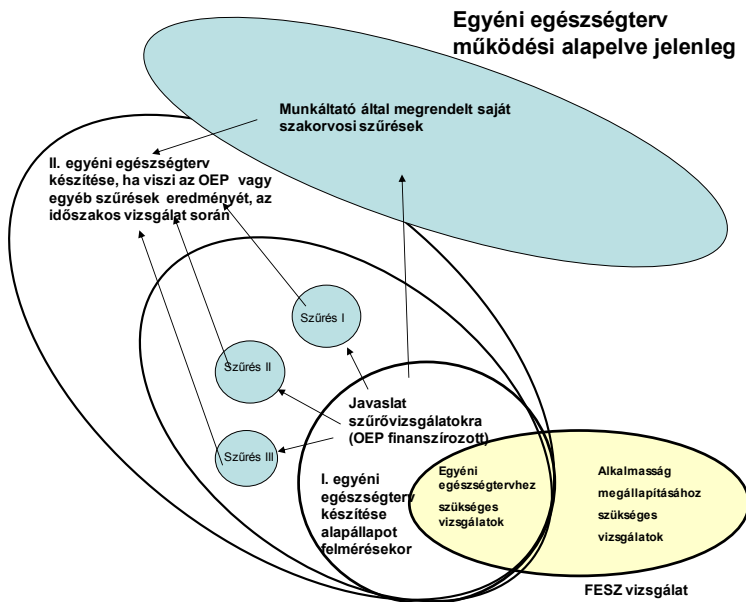 Egyéni egészségterv
működési alapelve jelenleg
Munkáltató által megrendelt saját
szakorvosi szűrések
II. egyéni egészségterv
készítése, ha viszi az OEP vagy
egyéb szűrések eredményét, az
időszakos vizsgálat során
Szűrés I
Szűrés II
Szűrés III
Javaslat
szűrővizsgálatokra
(OEP finanszírozott)
I. egyéni
egészségterv
készítése
alapállapot
felmérésekor
Egyéni
egészségtervhez
szükséges
vizsgálatok
Alkalmasság
megállapításához
szükséges
vizsgálatok
FESZ vizsgálat